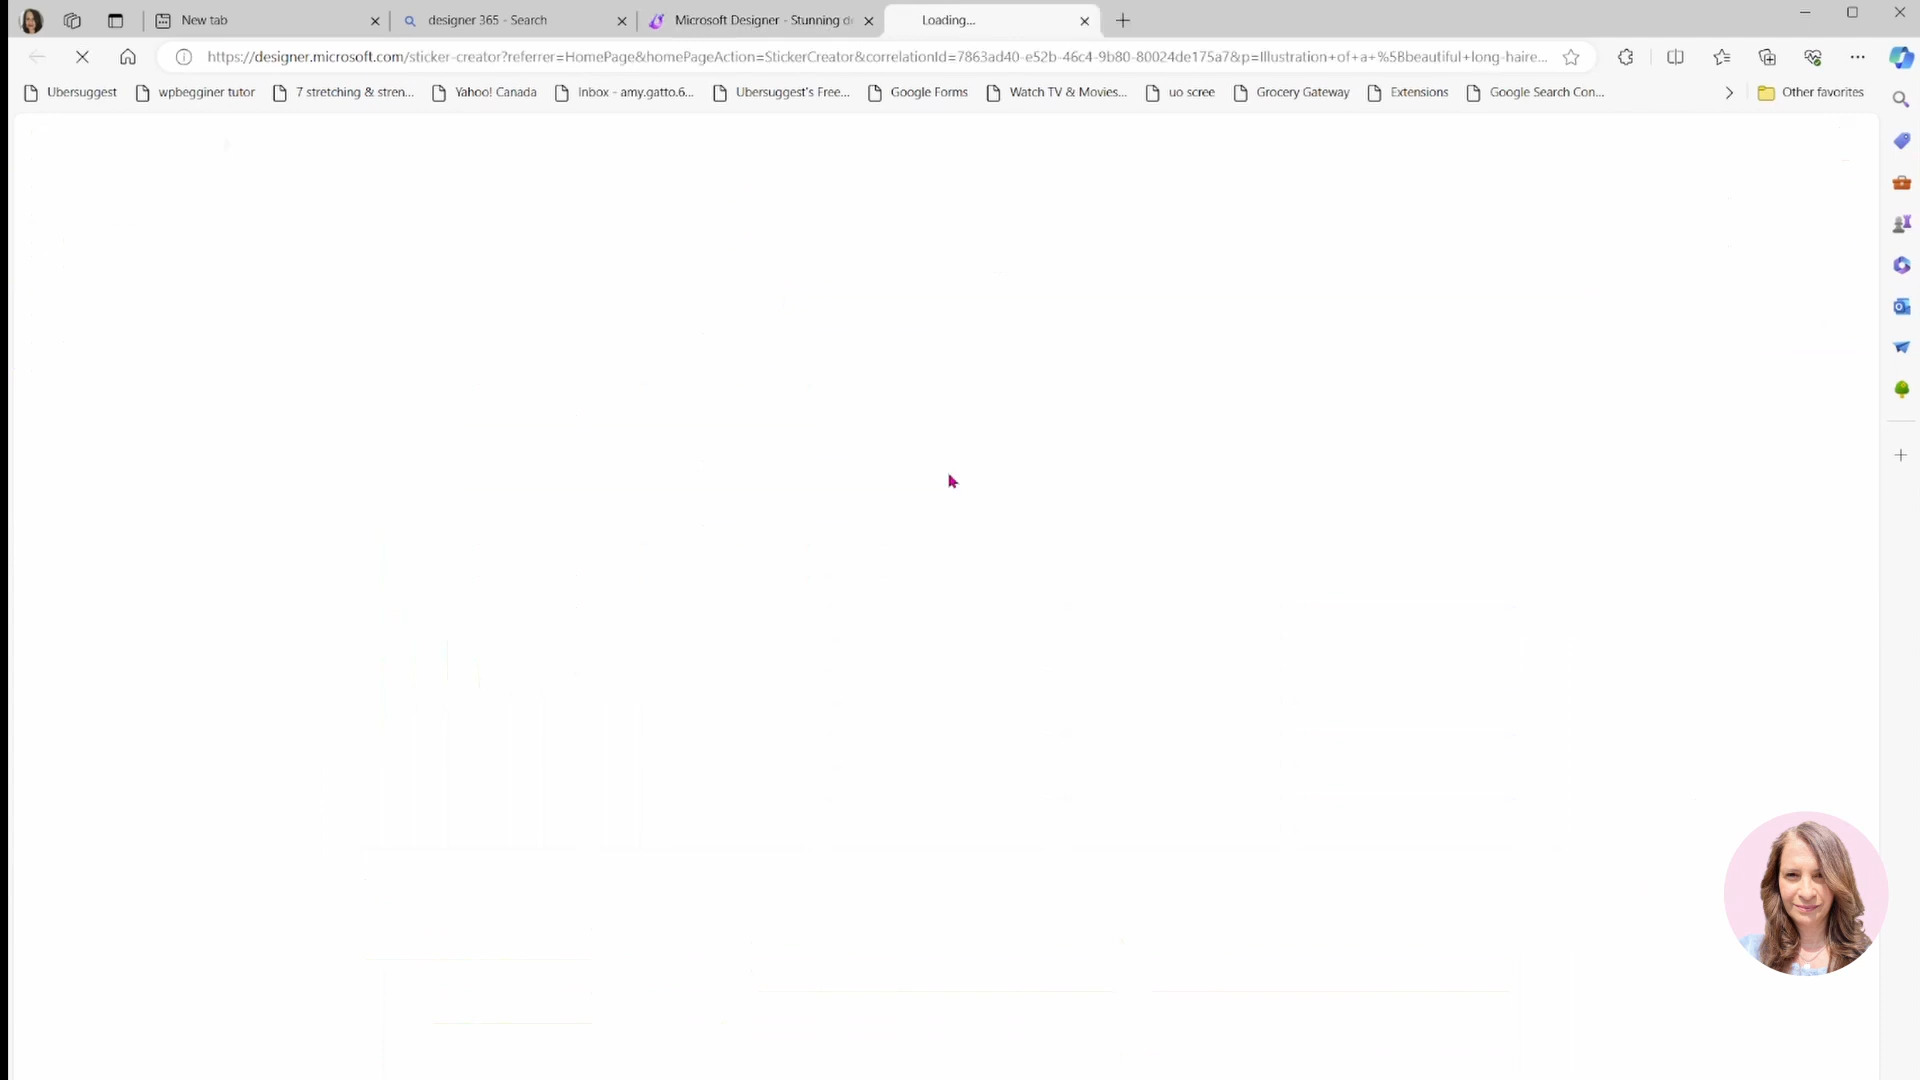 New tab
designer 365 - Search
Microsoft Designer - Stunning d
Loading...
https://designer.microsoft.com/sticker-creator?referrer=HomePage&homePageAction=StickerCreator&correlationId=7863ad40-e52b-46c4-9b80-80024de175a7&p=Illustration+of+a+%5Bbeautiful+long-haire...
Ubersuggest
wpbegginer tutor
7 stretching & stren...
Yahoo! Canada
Inbox - amy.gatto.6...
Ubersuggest's Free...
Google Forms
Watch TV & Movies...
uo scree
Grocery Gateway
Extensions
Google Search Con...
Other favorites